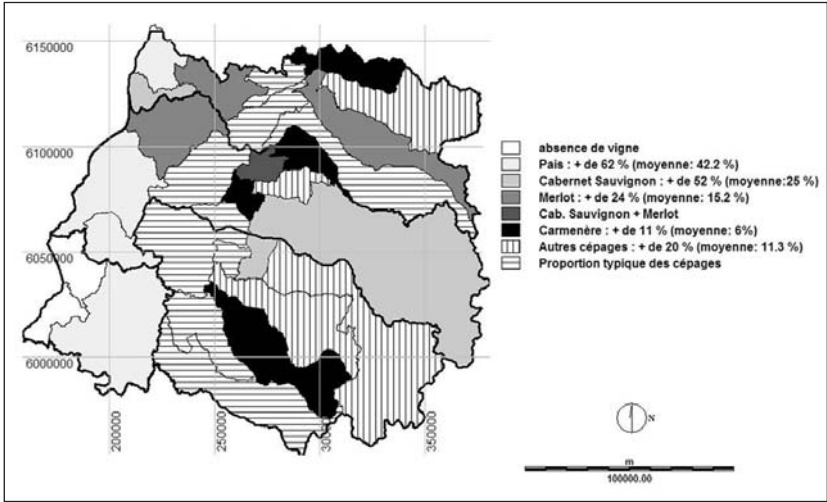 6150000
6100000
6050000
6000000
200000
250000
300000
350000
absence de vigne
Pais : + de 62 % (moyenne: 42.2 %)
Cabernet Sauvignon : + de 52 % (moyenne:25 %)
Merlot : + de 24 % (moyenne: 15.2 %)
Cab. Sauvignon + Merlot
Carmenère : + de 11 % (moyenne: 6%)
Autres cépages : + de 20 % (moyenne: 11.3 %)
Proportion typique des cépages
N
m
100000.00